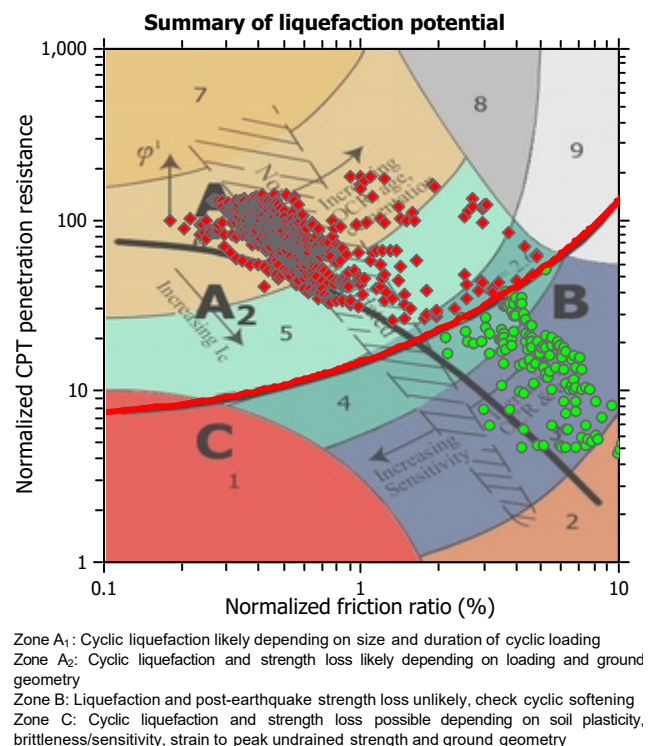 Summary of liquefaction potential
1,000
7
8
9
φ'
Increasing
OCR, age,
cementation
100
A
A2
B
Increasing Ic
5
10
4
C
Increasing
Sensitivity
1
3
2
1
0.1
1
10
Normalized CPT penetration resistance
Normalized friction ratio (%)
Zone A1: Cyclic liquefaction likely depending on size and duration of cyclic loading
Zone A2: Cyclic liquefaction and strength loss likely depending on loading and ground
geometry
Zone B: Liquefaction and post-earthquake strength loss unlikely, check cyclic softening
Zone C: Cyclic liquefaction and strength loss possible depending on soil plasticity,
brittleness/sensitivity, strain to peak undrained strength and ground geometry